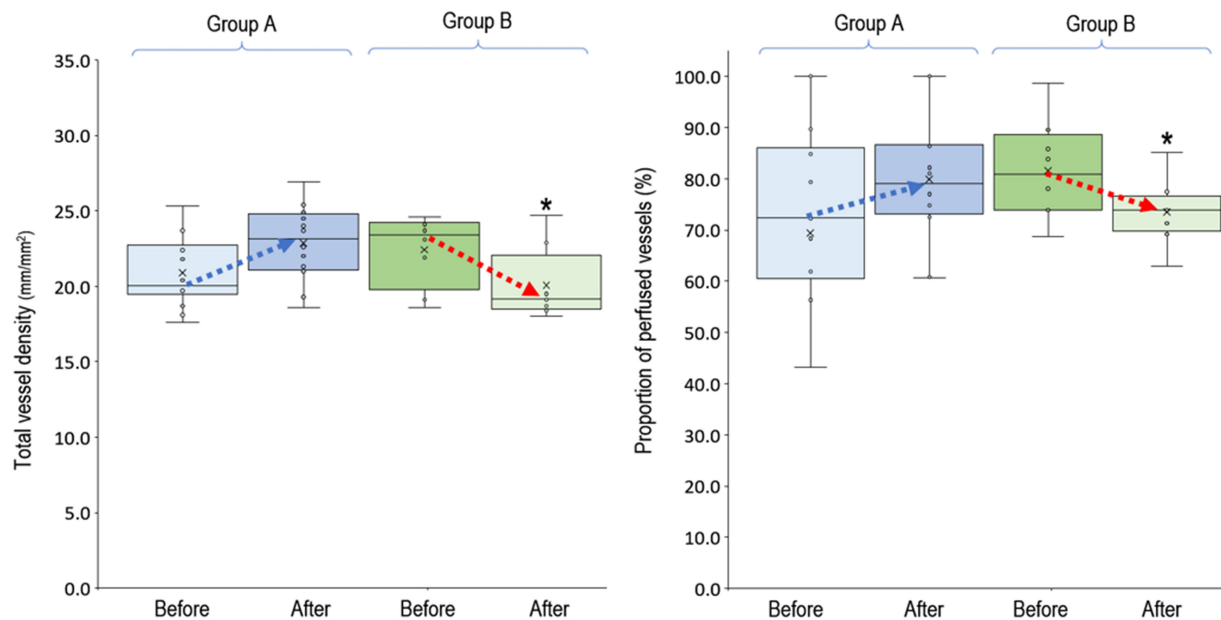 Group A
Group B
35.0
30.0
25.0
20.0
15.0
10.0
5.0
0.0
Total vessel density (mm/mm²)
*
Before
After
Before
After
Group A
Group B
100.0
90.0
80.0
70.0
60.0
50.0
40.0
30.0
20.0
10.0
0.0
Proportion of perfused vessels (%)
*
Before
After
Before
After